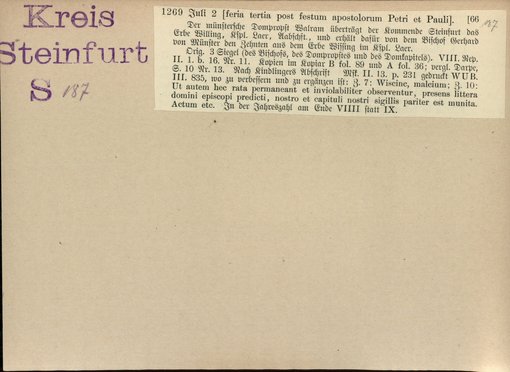 Kreis
Steinfurt
S 187
1269 Juli 2 [feria tertia post festum apostolorum Petri et Pauli]. [66
187
Der münstersche Dompropst Walram überträgt der Kommende Steinfurt das
Erbe Willing, Kspl. Laer, Rabschft., und erhält dafür von dem Bischof Gerhard
von Münster den Zehnten aus dem Erbe Wissing im Kspl. Laer.
Orig. 3 Siegel (des Bischofs, des Dompropstes und des Domkapitels). VIII. Rep.
II. 1. b. 16. Nr. 11. Kopien im Kopiar B fol. 89 und A fol. 36; vergl. Darpe,
S. 10 Nr. 13. Nach Kindlingers Abschrift Mst. II. 13. p. 231 gedruckt WUB.
III. 835, wo zu verbessern und zu ergänzen ist: Z. 7: Wiscinc, malcium; Z. 10:
Ut autem hec rata permaneant et inviolabiliter observentur, presens littera
domini episcopi predicti, nostro et capituli nostri sigillis pariter est munita.
Actum etc. In der Jahreszahl am Ende VIIII statt IX.